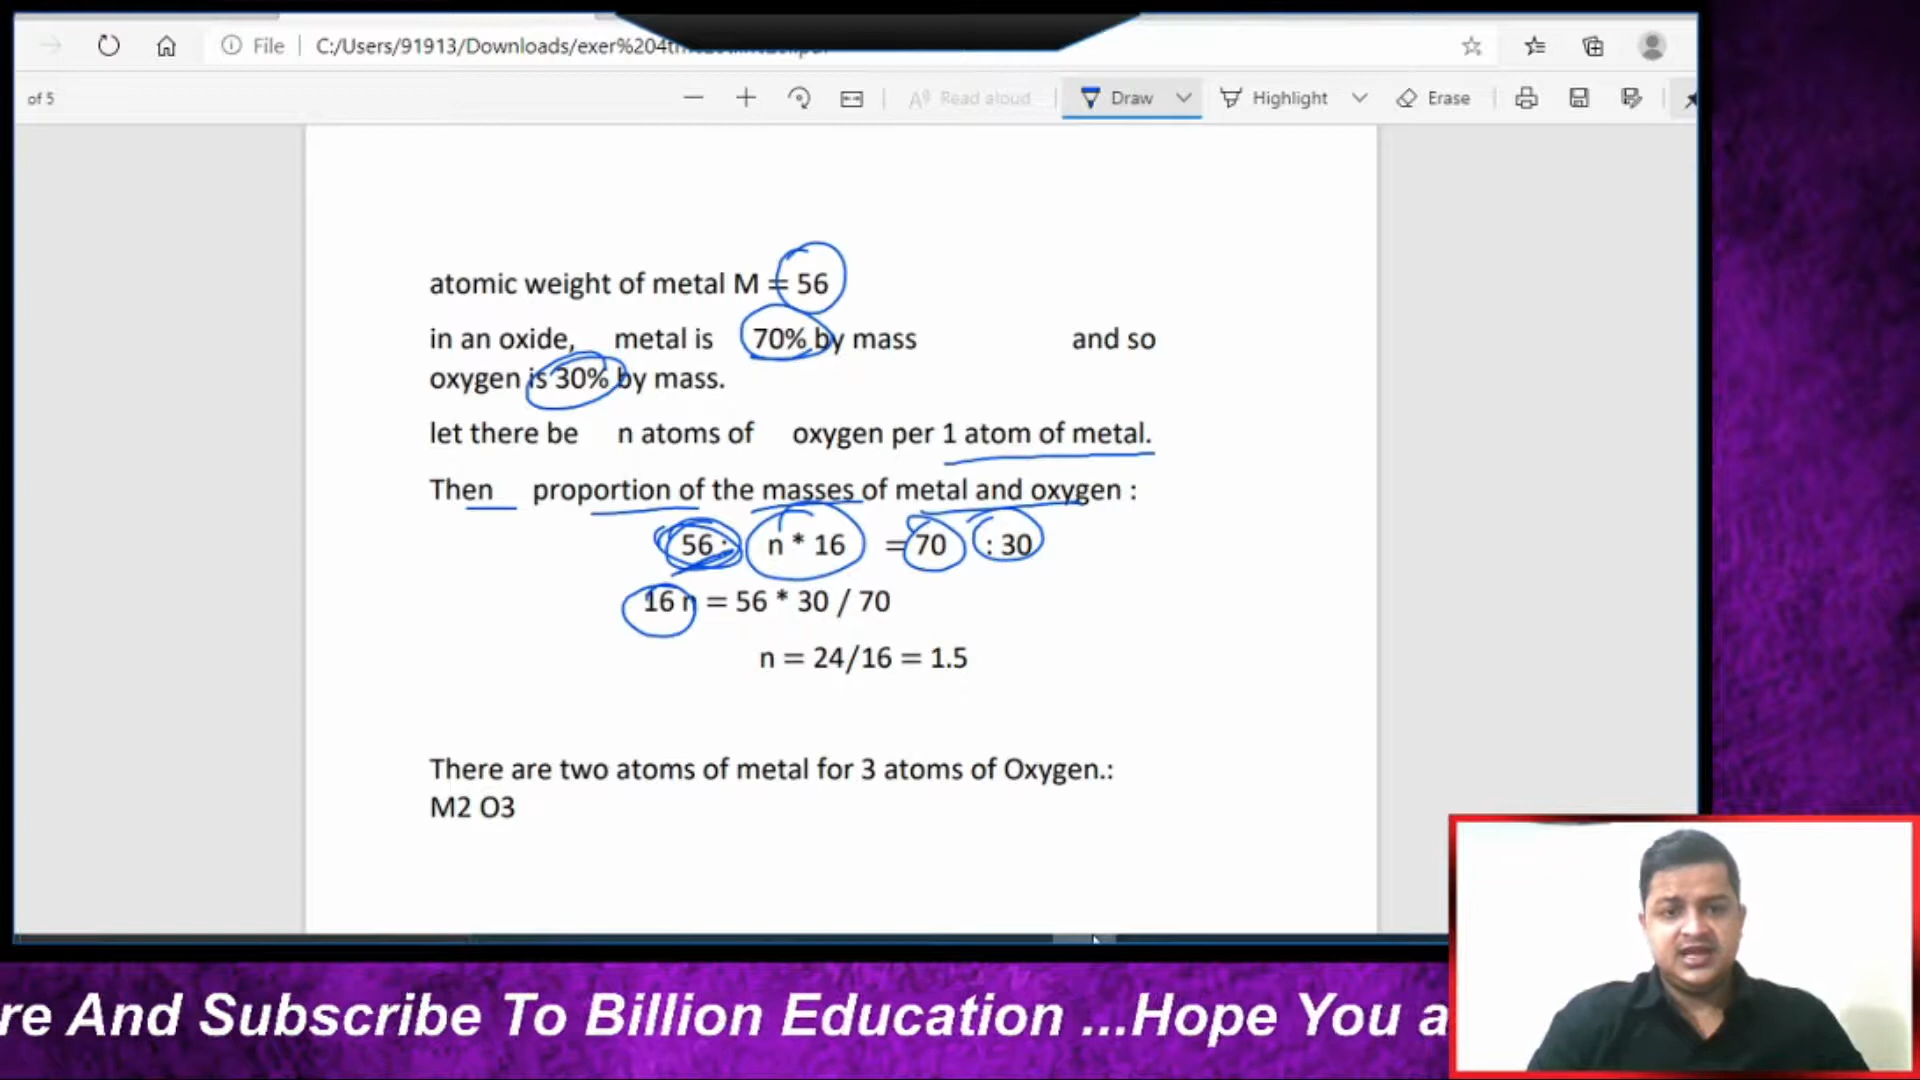 File C:/Users/91913/Downloads/exer%204t
of 5
Read aloud Draw Highlight Erase
atomic weight of metal M = 56
in an oxide, metal is 70% by mass and so
oxygen is 30% by mass.
let there be n atoms of oxygen per 1 atom of metal.
Then proportion of the masses of metal and oxygen :
56 : n * 16 = 70 : 30
16 n = 56 * 30 / 70
n = 24/16 = 1.5
There are two atoms of metal for 3 atoms of Oxygen.:
M2 O3
re And Subscribe To Billion Education ...Hope You a